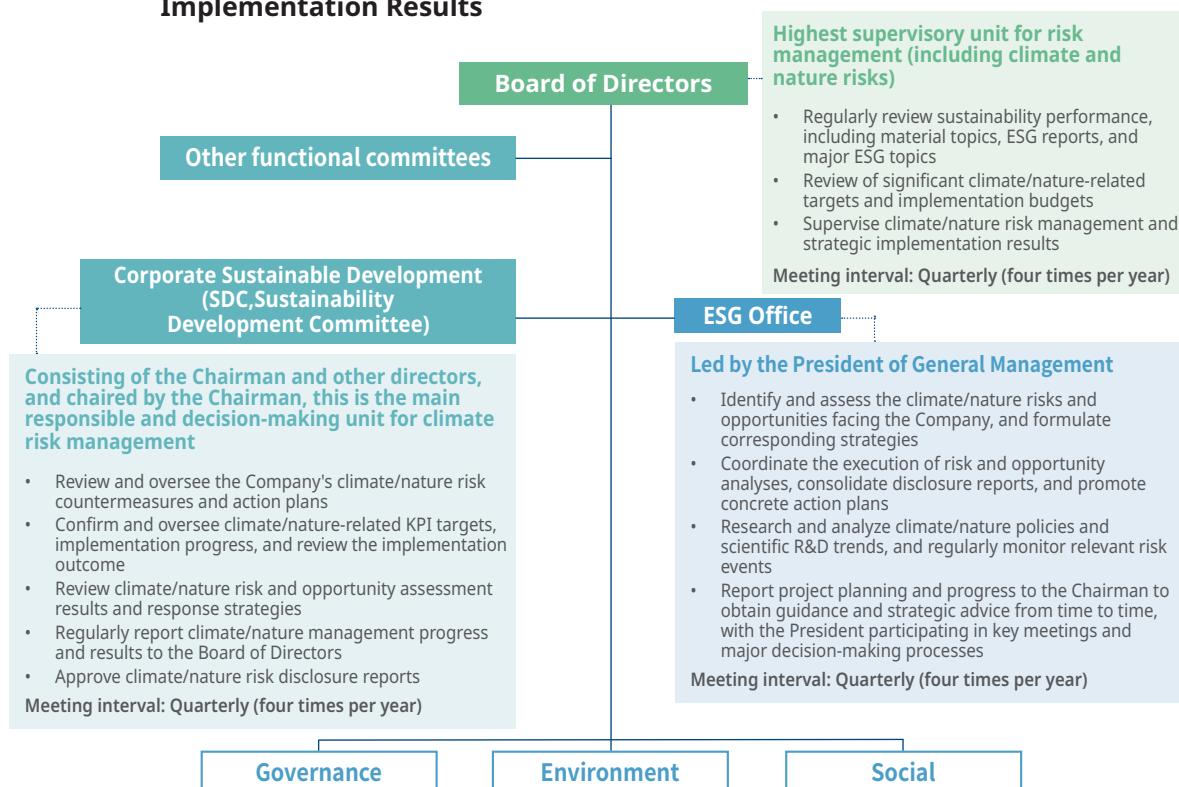 Implementation Results
Board of Directors
Highest supervisory unit for risk
management (including climate and
nature risks)
• Regularly review sustainability performance,
including material topics, ESG reports, and
major ESG topics
• Review of significant climate/nature-related
targets and implementation budgets
• Supervise climate/nature risk management and
strategic implementation results
Meeting interval: Quarterly (four times per year)
Other functional committees
Corporate Sustainable Development
(SDC,Sustainability
Development Committee)
Consisting of the Chairman and other directors,
and chaired by the Chairman, this is the main
responsible and decision-making unit for climate
risk management
• Review and oversee the Company's climate/nature risk
countermeasures and action plans
• Confirm and oversee climate/nature-related KPI targets,
implementation progress, and review the implementation
outcome
• Review climate/nature risk and opportunity assessment
results and response strategies
• Regularly report climate/nature management progress
and results to the Board of Directors
• Approve climate/nature risk disclosure reports
Meeting interval: Quarterly (four times per year)
ESG Office
Led by the President of General Management
• Identify and assess the climate/nature risks and
opportunities facing the Company, and formulate
corresponding strategies
• Coordinate the execution of risk and opportunity
analyses, consolidate disclosure reports, and promote
concrete action plans
• Research and analyze climate/nature policies and
scientific R&D trends, and regularly monitor relevant risk
events
• Report project planning and progress to the Chairman to
obtain guidance and strategic advice from time to time,
with the President participating in key meetings and
major decision-making processes
Meeting interval: Quarterly (four times per year)
Governance
Environment
Social